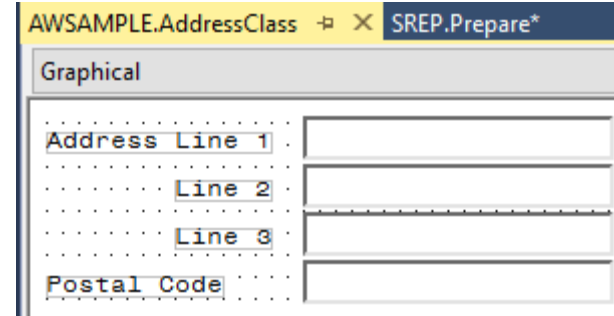 AWSAMPLE.AddressClass SREP.Prepare*
Graphical
Address Line 1
Line 2
Line 3
Postal Code